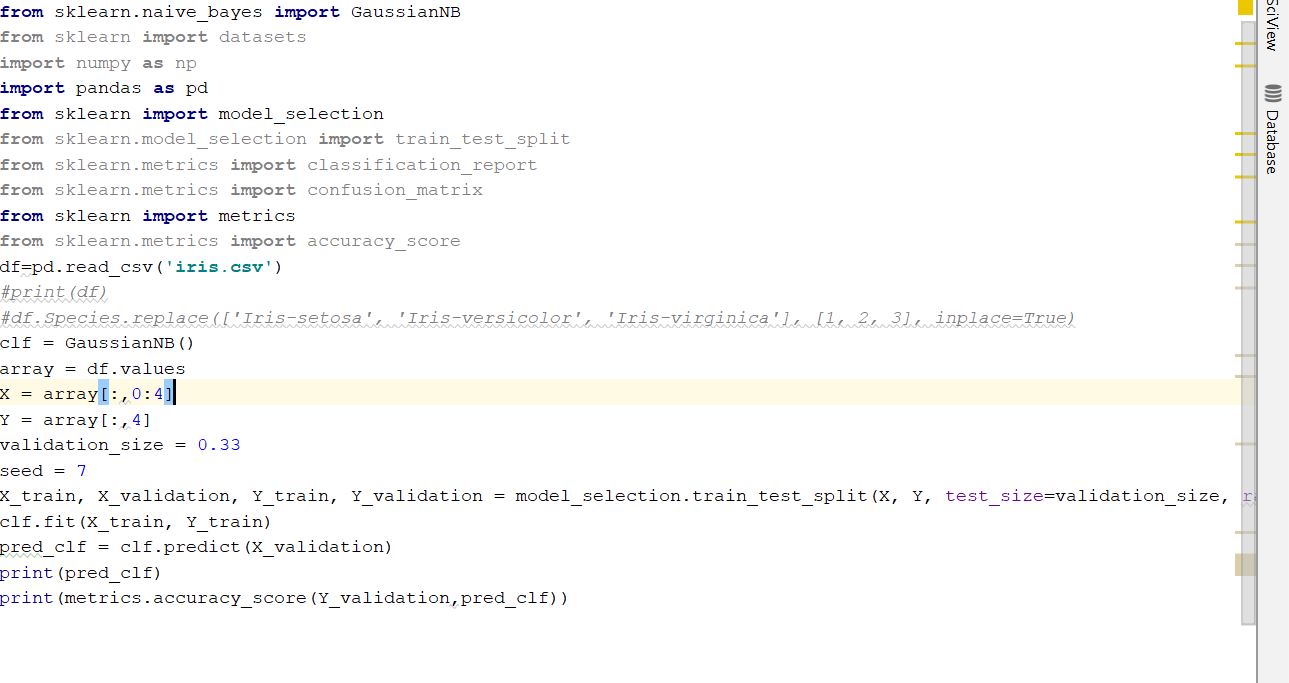 from sklearn.naive_bayes import GaussianNB
from sklearn import datasets
import numpy as np
import pandas as pd
from sklearn import model_selection
from sklearn.model_selection import train_test_split
from sklearn.metrics import classification_report
from sklearn.metrics import confusion_matrix
from sklearn import metrics
from sklearn.metrics import accuracy_score
df=pd.read_csv('iris.csv')
#print(df)
#df.Species.replace(['Iris-setosa', 'Iris-versicolor', 'Iris-virginica'], [1, 2, 3], inplace=True)
clf = GaussianNB()
array = df.values
X = array[:,0:4]
Y = array[:,4]
validation_size = 0.33
seed = 7
X_train, X_validation, Y_train, Y_validation = model_selection.train_test_split(X, Y, test_size=validation_size,
clf.fit(X_train, Y_train)
pred_clf = clf.predict(X_validation)
print(pred_clf)
print(metrics.accuracy_score(Y_validation,pred_clf))
SciView
Database